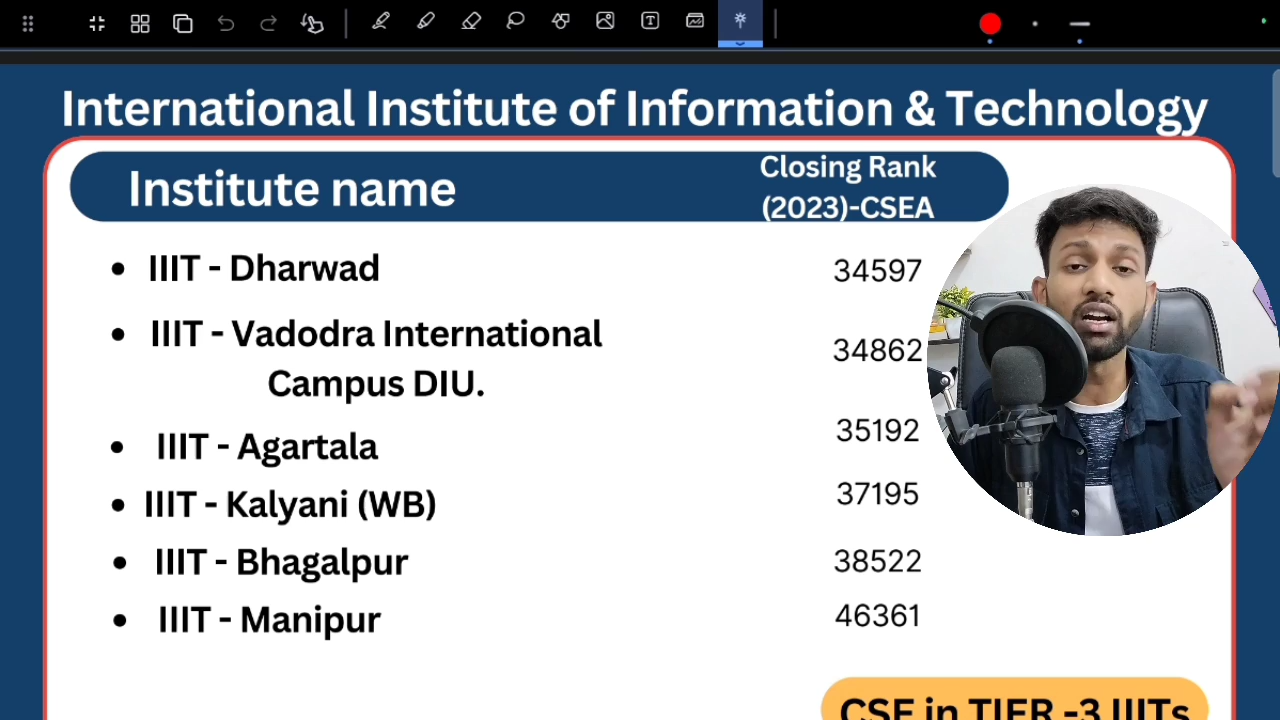 International Institute of Information & Technology
Institute name
Closing Rank
(2023)-CSEA
• IIIT - Dharwad 34597
• IIIT - Vadodra International
Campus DIU. 34862
• IIIT - Agartala 35192
• IIIT - Kalyani (WB) 37195
• IIIT - Bhagalpur 38522
• IIIT - Manipur 46361
CSE in TIER -3 IIITs